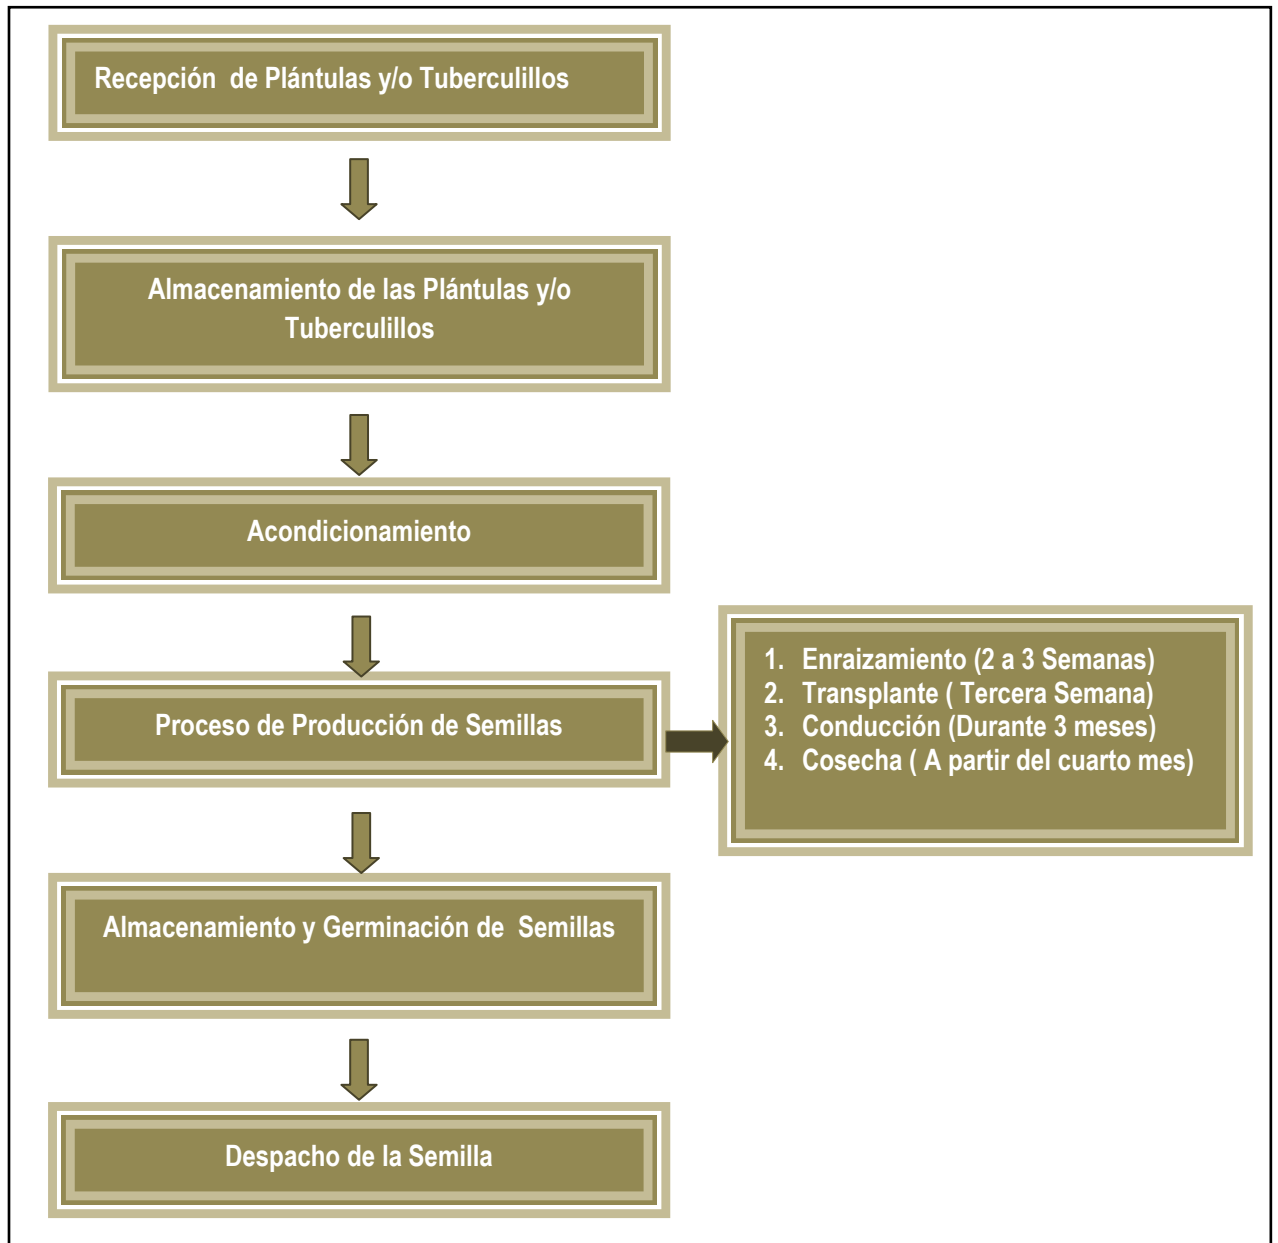 Recepción de Plántulas y/o Tuberculillos
Almacenamiento de las Plántulas y/o
Tuberculillos
Acondicionamiento
Proceso de Producción de Semillas
1. Enraizamiento (2 a 3 Semanas)
2. Transplante ( Tercera Semana)
3. Conducción (Durante 3 meses)
4. Cosecha ( A partir del cuarto mes)
Almacenamiento y Germinación de Semillas
Despacho de la Semilla